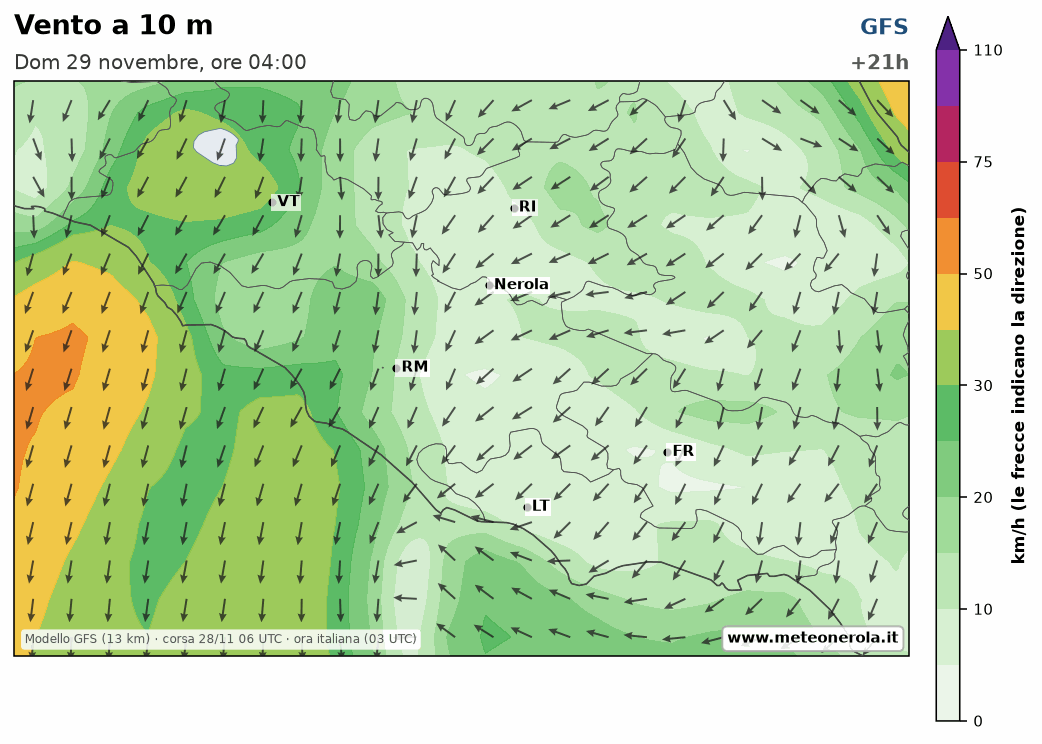 Vento a 10 m
GFS
Dom 29 novembre, ore 04:00
+21h
110
75
50
30
20
10
0
km/h (le frecce indicano la direzione)
VT
RI
Nerola
RM
FR
LT
Modello GFS (13 km) · corsa 28/11 06 UTC · ora italiana (03 UTC)
www.meteonerola.it